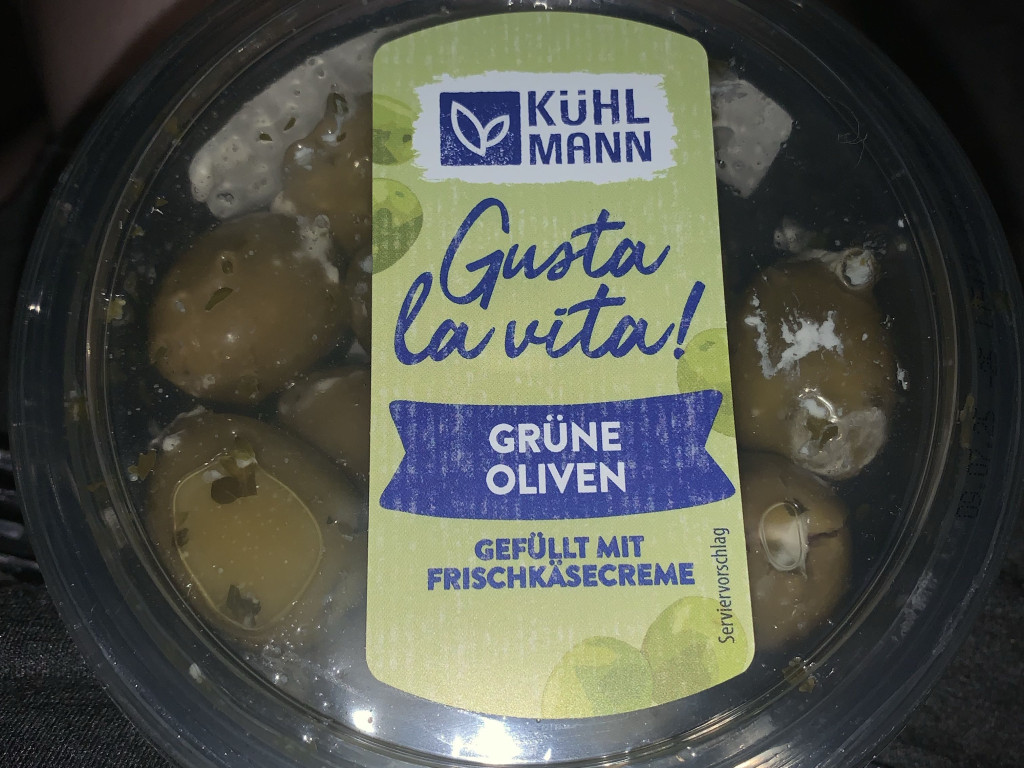 KÜHL
MANN
Gusta
la vita!
GRÜNE
OLIVEN
GEFÜLLT MIT
FRISCHKÄSECREME
Serviervorschlag